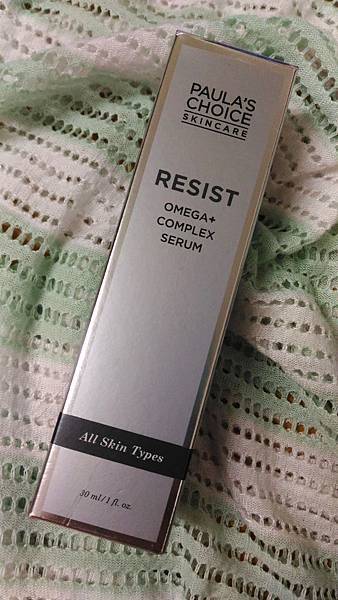 PAULA'S
CHOICE
SKINCARE
RESIST
OMEGA+
COMPLEX
SERUM
All Skin Types
30 ml/1 fl. oz.